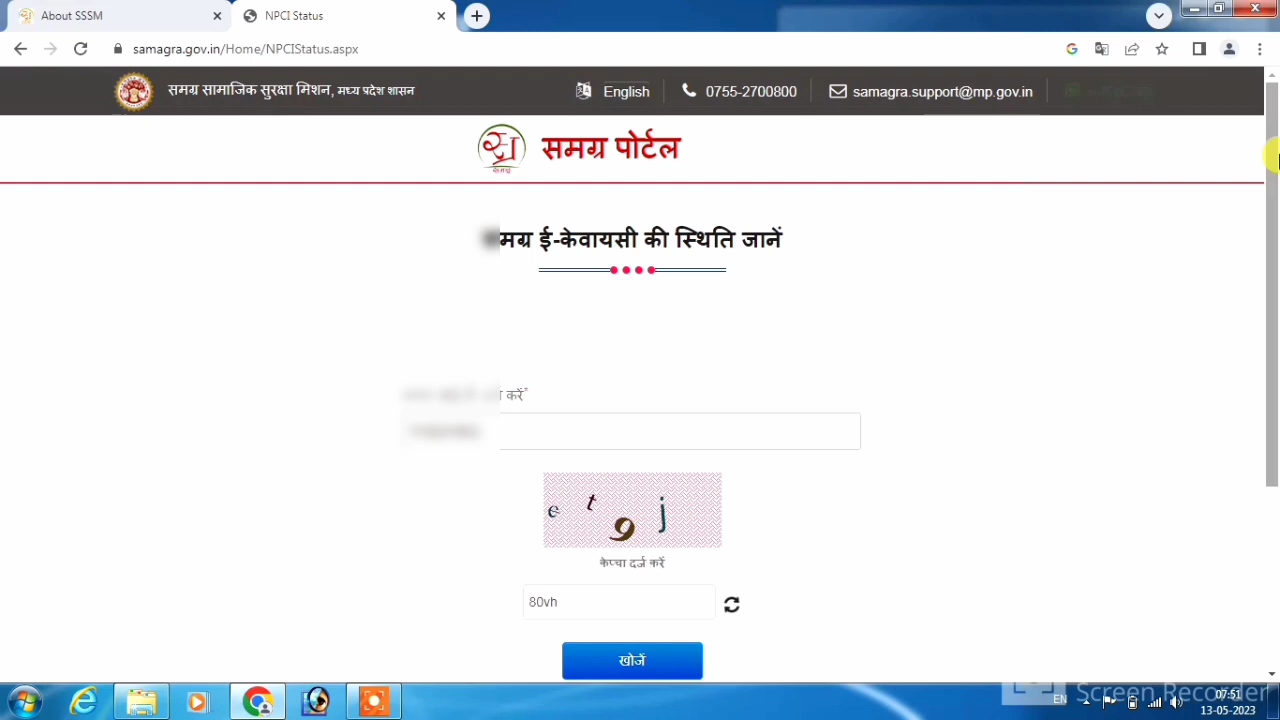 About SSSM
NPCI Status
samagra.gov.in/Home/NPCIStatus.aspx
समग्र सामाजिक सुरक्षा मिशन, मध्य प्रदेश शासन
English
0755-2700800
samagra.support@mp.gov.in
समग्र पोर्टल
मग्र ई-केवायसी की स्थिति जानें
करें*
e t 9 j
केप्चा दर्ज करें
80vh
खोजें
EN
Screen Recorder
07:51
13-05-2023